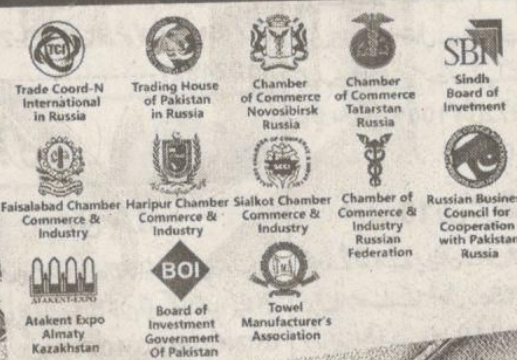 TCI
Trade Coord-N
International
in Russia
Trading House
of Pakistan
in Russia
Chamber
of Commerce
Novosibirsk
Russia
Chamber
of Commerce
Tatarstan
Russia
SBI
Sindh
Board of
Invetment
Faisalabad Chamber
Commerce &
Industry
Haripur Chamber
Commerce &
Industry
SCCI
Sialkot Chamber
Commerce &
Industry
Chamber of
Commerce &
Industry
Russian
Federation
Russian Busines
Council for
Cooperation
with Pakistan
Russia
ATAKENT-EXPO
Atakent Expo
Almaty
Kazakhstan
BOI
Board of
Investment
Government
Of Pakistan
Towel
Manufacturer's
Association